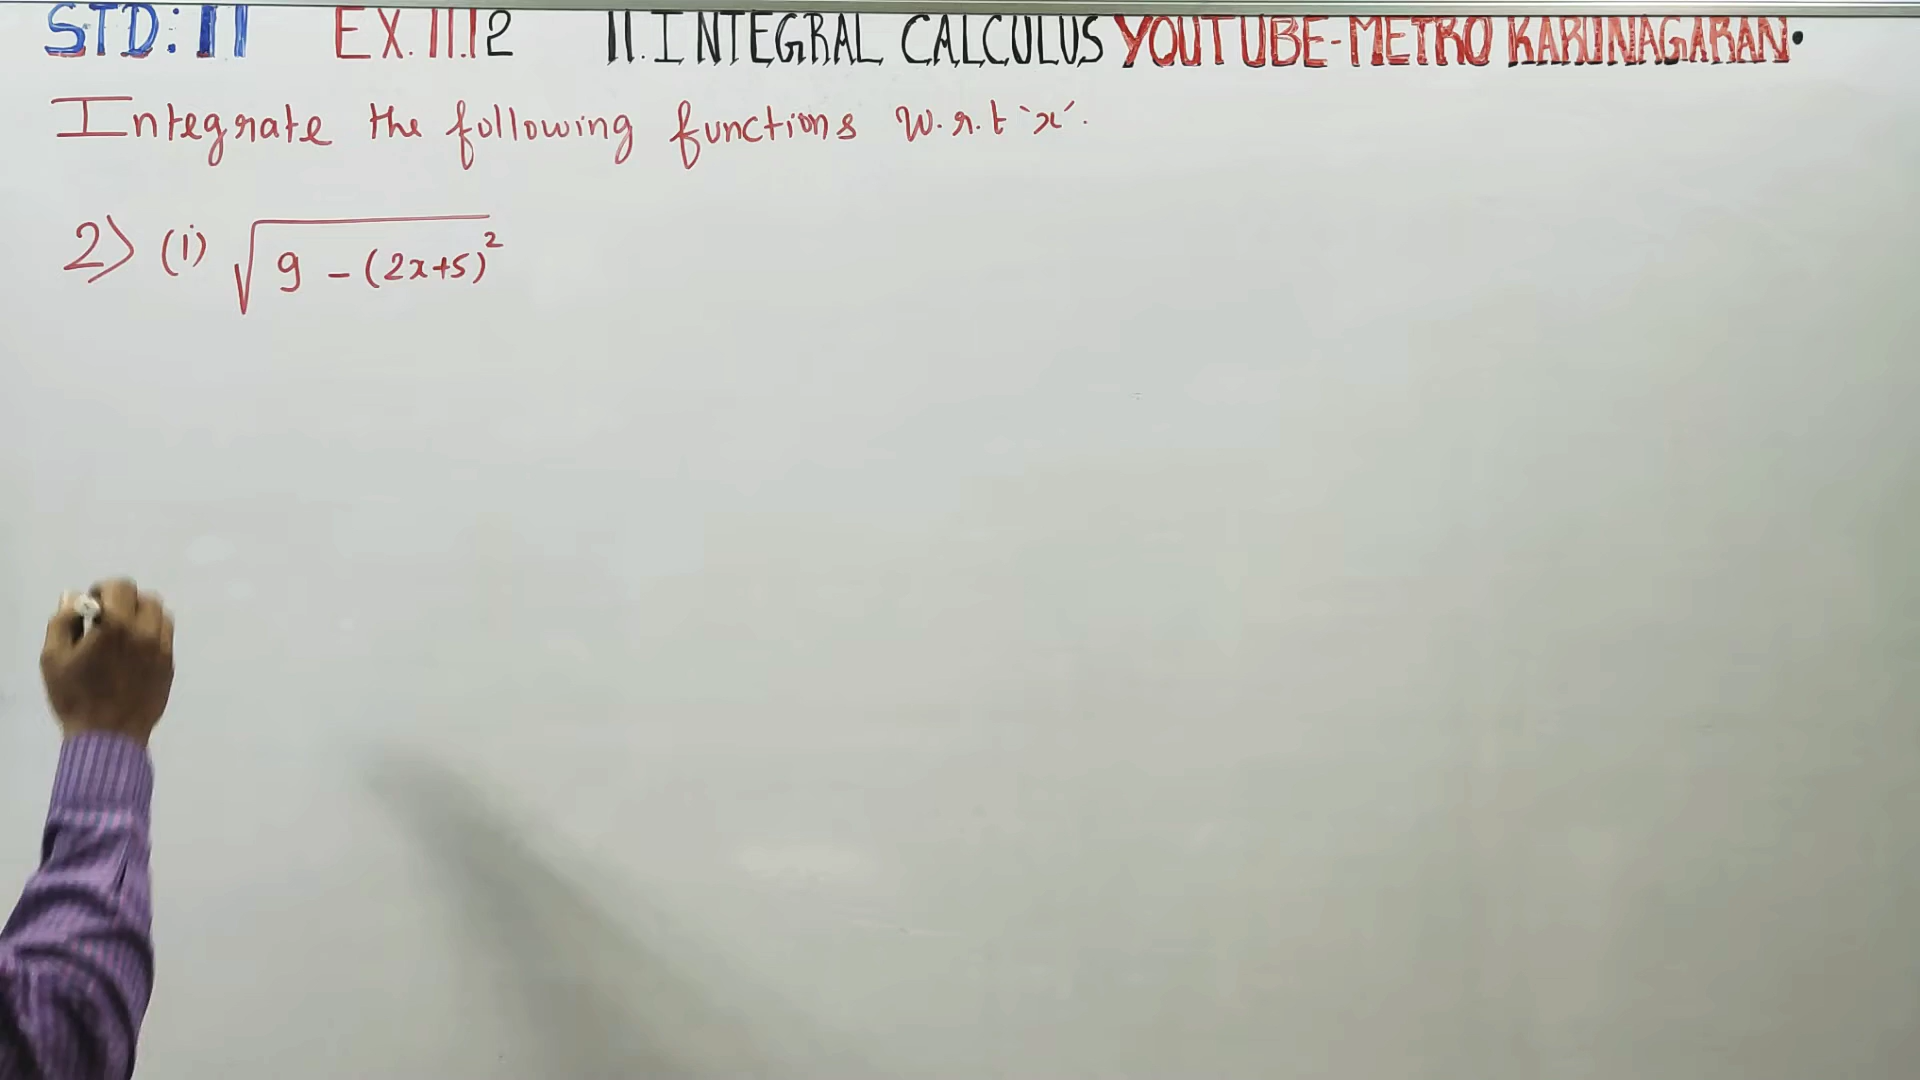 STD: 11 EX. 11.12 11. INTEGRAL CALCULUS YOUTUBE-METRO KARUNAGARAN.
Integrate the following functions w.r.t 'x'.
2) (i) √9 - (2x+5)²